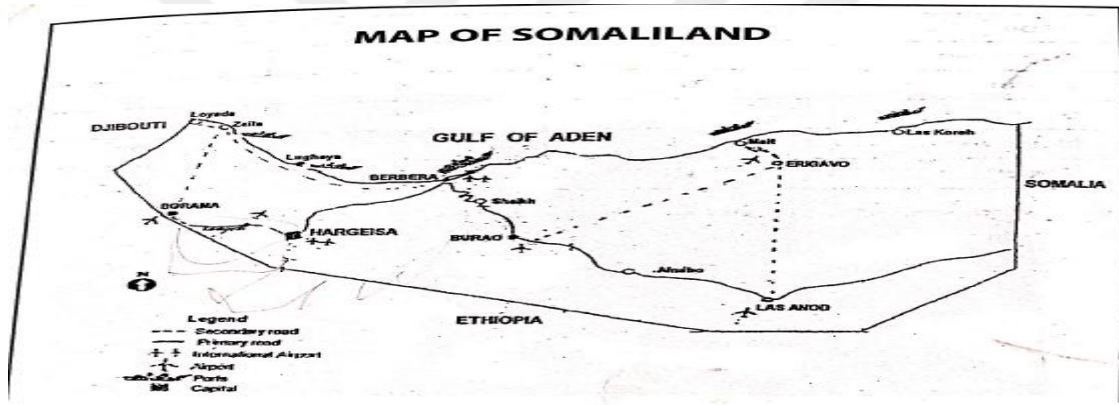 MAP OF SOMALILAND
Loyada
DJIBOUTI
Zeila
GULF OF ADEN
Las Koreh
Mait
Lughaya
ERIGAVO
BERBERA
SOMALIA
Sheikh
BORAMA
HARGEISA
BURAO
Ainabo
N
LAS ANOD
ETHIOPIA
Legend
Secondary road
Primary road
International Airport
Airport
Ports
Capital